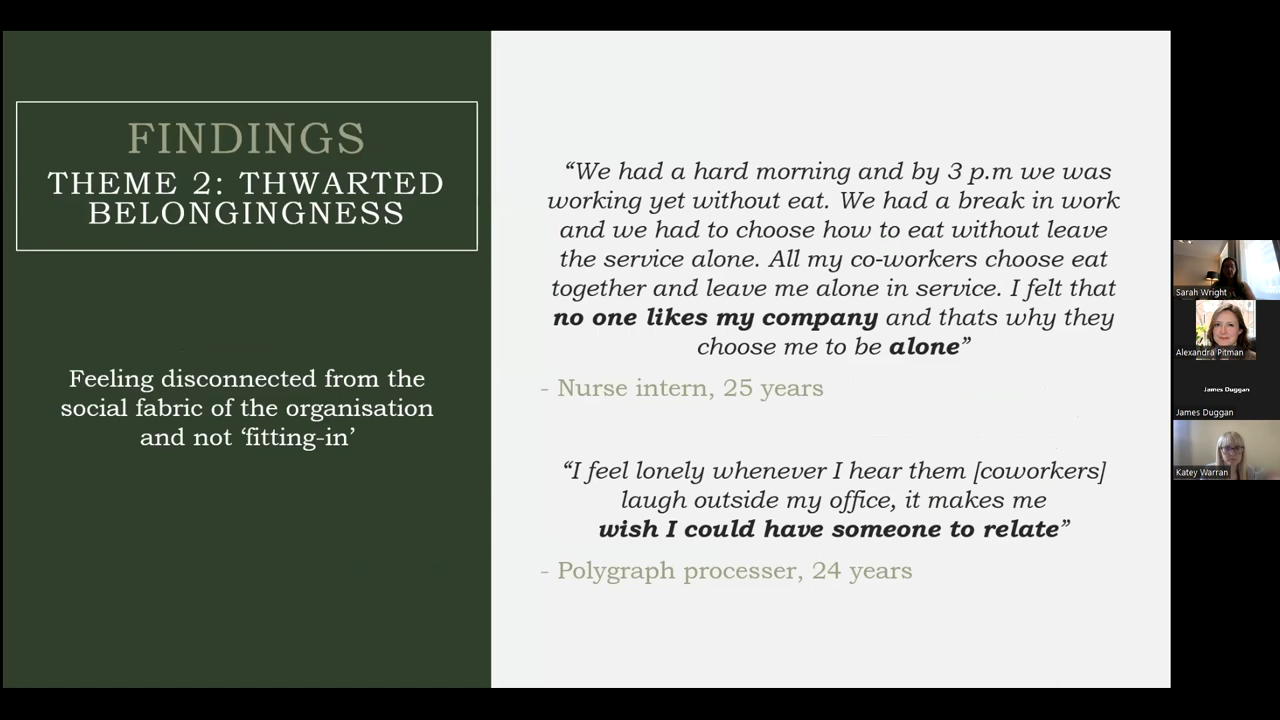 FINDINGS
THEME 2: THWARTED
BELONGINGNESS
Feeling disconnected from the
social fabric of the organisation
and not ‘fitting-in’
“We had a hard morning and by 3 p.m we was
working yet without eat. We had a break in work
and we had to choose how to eat without leave
the service alone. All my co-workers choose eat
together and leave me alone in service. I felt that
no one likes my company and thats why they
choose me to be alone”
- Nurse intern, 25 years
“I feel lonely whenever I hear them [coworkers]
laugh outside my office, it makes me
wish I could have someone to relate”
- Polygraph processer, 24 years
Sarah Wright
Alexandra Pitman
James Duggan
James Duggan
Katey Warran